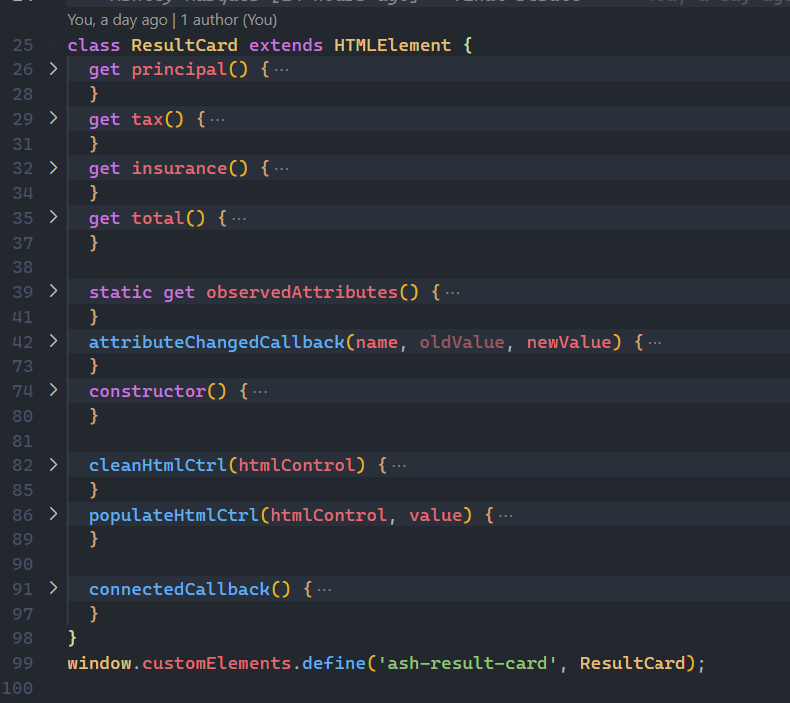 You, a day ago | 1 author (You)
25 class ResultCard extends HTMLElement {
26 > get principal() { ···
28 }
29 > get tax() { ···
31 }
32 > get insurance() { ···
34 }
35 > get total() { ···
37 }
38
39 > static get observedAttributes() { ···
41 }
42 > attributeChangedCallback(name, oldValue, newValue) { ···
73 }
74 > constructor() { ···
80 }
81
82 > cleanHtmlCtrl(htmlControl) { ···
85 }
86 > populateHtmlCtrl(htmlControl, value) { ···
89 }
90
91 > connectedCallback() { ···
97 }
98 }
99 window.customElements.define('ash-result-card', ResultCard);
100